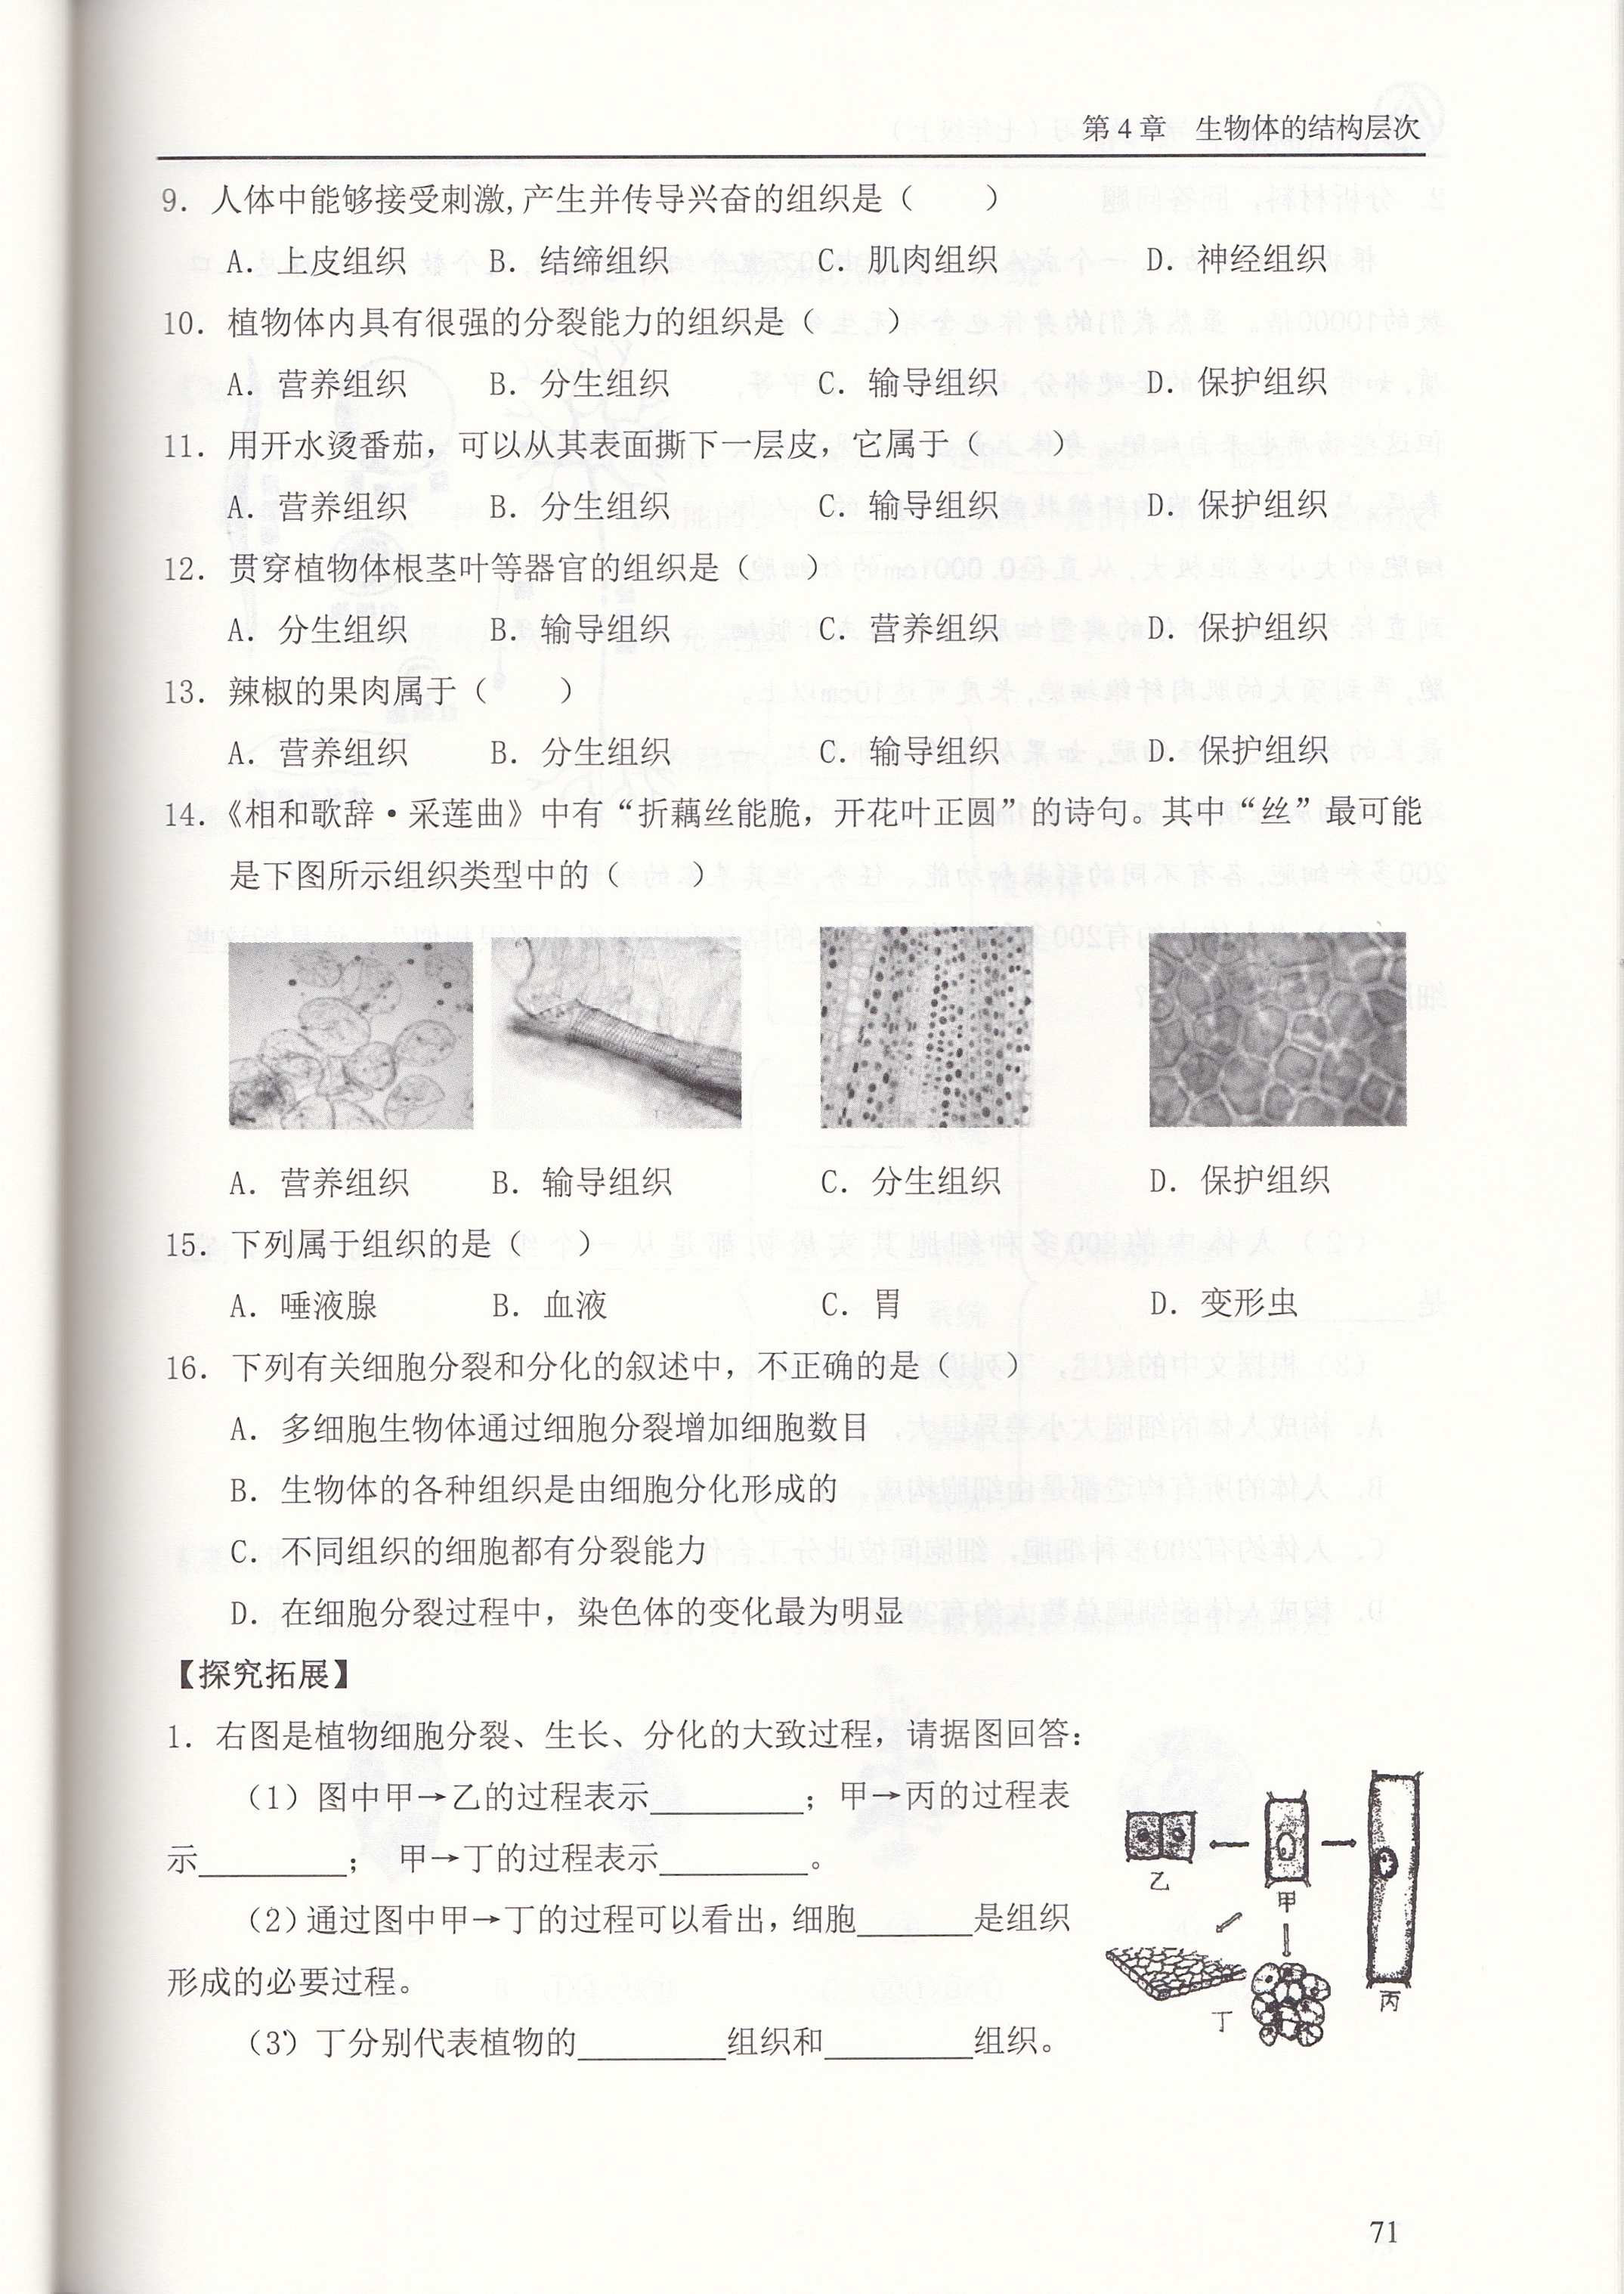 第4章 生物体的结构层次
9. 人体中能够接受刺激,产生并传导兴奋的组织是（ ）
A. 上皮组织 B. 结缔组织 C. 肌肉组织 D. 神经组织
10. 植物体内具有很强的分裂能力的组织是（ ）
A. 营养组织 B. 分生组织 C. 输导组织 D. 保护组织
11. 用开水烫番茄，可以从其表面撕下一层皮，它属于（ ）
A. 营养组织 B. 分生组织 C. 输导组织 D. 保护组织
12. 贯穿植物体根茎叶等器官的组织是（ ）
A. 分生组织 B. 输导组织 C. 营养组织 D. 保护组织
13. 辣椒的果肉属于（ ）
A. 营养组织 B. 分生组织 C. 输导组织 D. 保护组织
14.《相和歌辞·采莲曲》中有“折藕丝能脆，开花叶正圆”的诗句。其中“丝”最可能
是下图所示组织类型中的（ ）
A. 营养组织 B. 输导组织 C. 分生组织 D. 保护组织
15. 下列属于组织的是（ ）
A. 唾液腺 B. 血液 C. 胃 D. 变形虫
16. 下列有关细胞分裂和分化的叙述中，不正确的是（ ）
A. 多细胞生物体通过细胞分裂增加细胞数目
B. 生物体的各种组织是由细胞分化形成的
C. 不同组织的细胞都有分裂能力
D. 在细胞分裂过程中，染色体的变化最为明显
【探究拓展】
1. 右图是植物细胞分裂、生长、分化的大致过程，请据图回答：
（1）图中甲→乙的过程表示_________；甲→丙的过程表
示_________； 甲→丁的过程表示_________。
（2）通过图中甲→丁的过程可以看出,细胞_______是组织
形成的必要过程。
（3）丁分别代表植物的_________组织和_________组织。
乙
甲
丙
丁
71